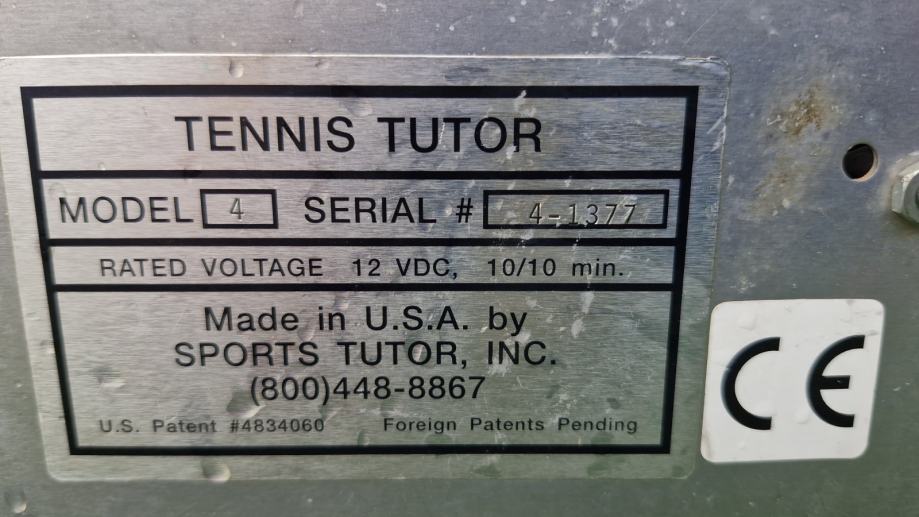 TENNIS TUTOR
MODEL 4 SERIAL # 4-1377
RATED VOLTAGE 12 VDC, 10/10 min.
Made in U.S.A. by
SPORTS TUTOR, INC.
(800)448-8867
U.S. Patent #4834060 Foreign Patents Pending
CE